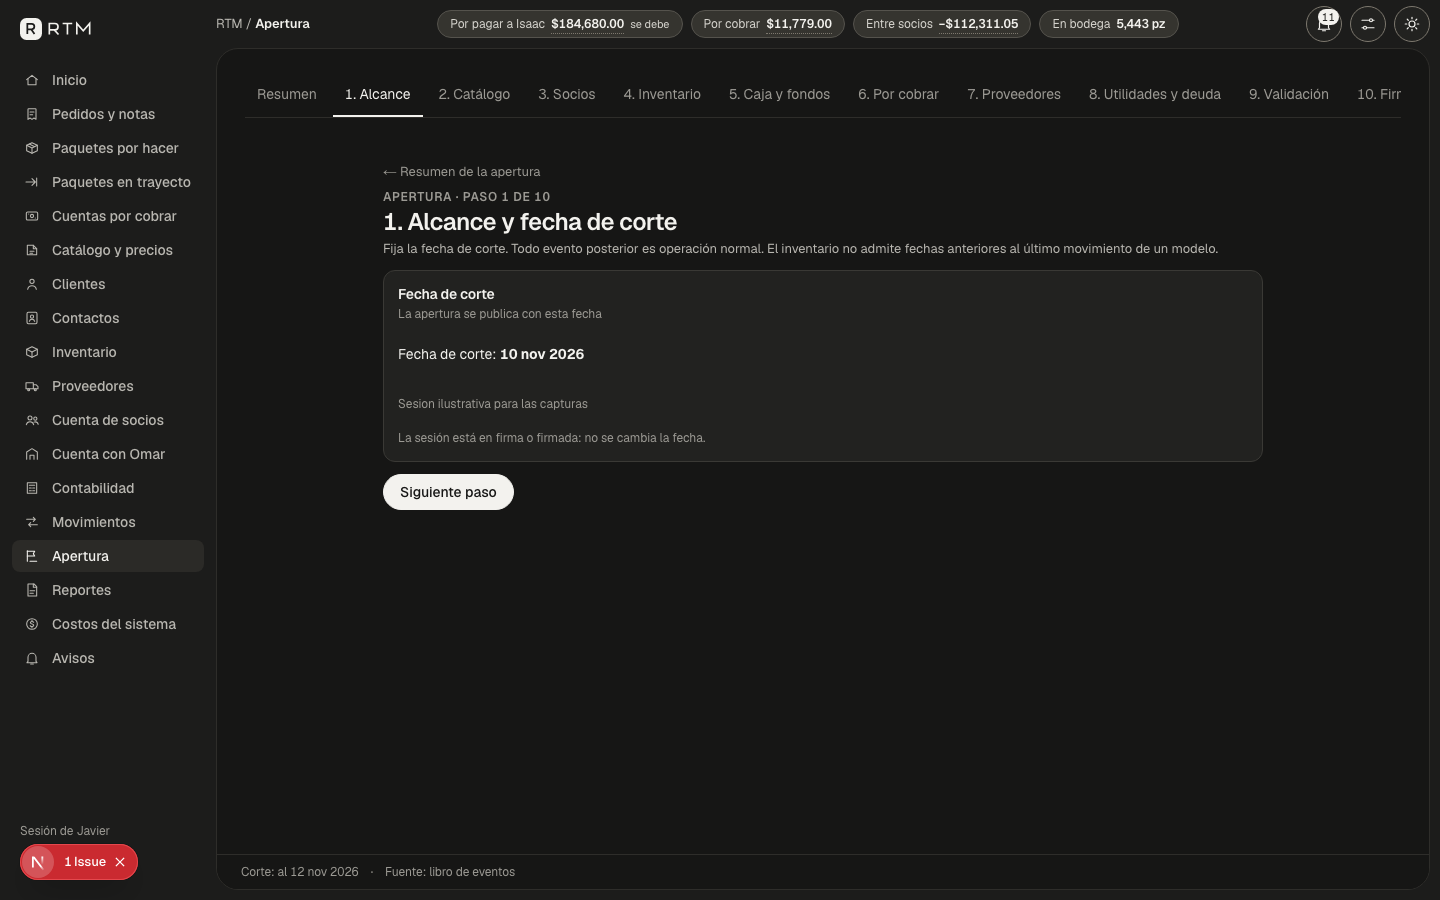 R RTM
RTM / Apertura
Por pagar a Isaac $184,680.00 se debe
Por cobrar $11,779.00
Entre socios −$112,311.05
En bodega 5,443 pz
11
Inicio
Pedidos y notas
Paquetes por hacer
Paquetes en trayecto
Cuentas por cobrar
Catálogo y precios
Clientes
Contactos
Inventario
Proveedores
Cuenta de socios
Cuenta con Omar
Contabilidad
Movimientos
Apertura
Reportes
Costos del sistema
Avisos
Sesión de Javier
N 1 Issue
Resumen
1. Alcance
2. Catálogo
3. Socios
4. Inventario
5. Caja y fondos
6. Por cobrar
7. Proveedores
8. Utilidades y deuda
9. Validación
10. Firr
← Resumen de la apertura
APERTURA · PASO 1 DE 10
1. Alcance y fecha de corte
Fija la fecha de corte. Todo evento posterior es operación normal. El inventario no admite fechas anteriores al último movimiento de un modelo.
Fecha de corte
La apertura se publica con esta fecha
Fecha de corte: 10 nov 2026
Sesion ilustrativa para las capturas
La sesión está en firma o firmada: no se cambia la fecha.
Siguiente paso
Corte: al 12 nov 2026 · Fuente: libro de eventos